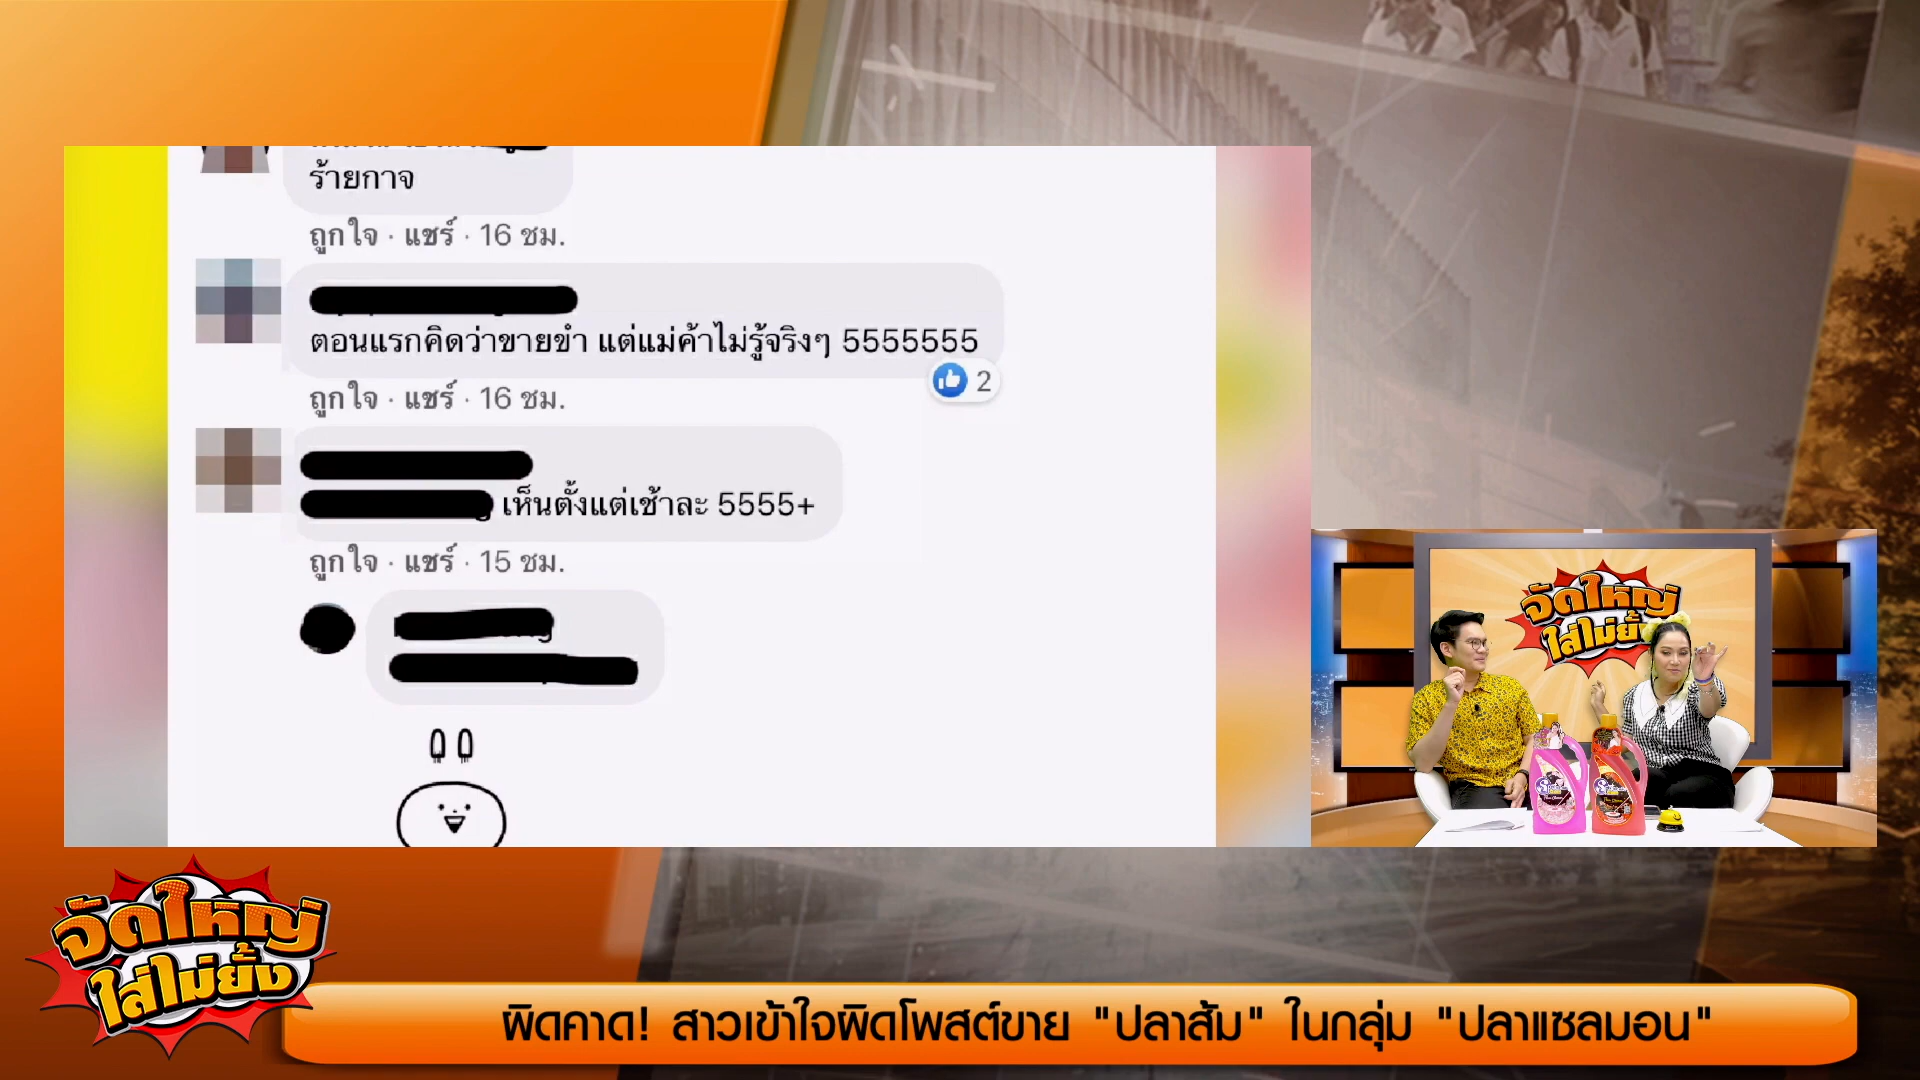 ร้ายกาจ
ถูกใจ · แชร์ · 16 ชม.
ตอนแรกคิดว่าขายขำ แต่แม่ค้าไม่รู้จริงๆ 5555555
2
ถูกใจ · แชร์ · 16 ชม.
เห็นตั้งแต่เช้าละ 5555+
ถูกใจ · แชร์ · 15 ชม.
จัดใหญ่
ใส่ไม่ยั้ง
จัดใหญ่
ใส่ไม่ยั้ง
ผิดคาด! สาวเข้าใจผิดโพสต์ขาย "ปลาส้ม" ในกลุ่ม "ปลาแซลมอน"